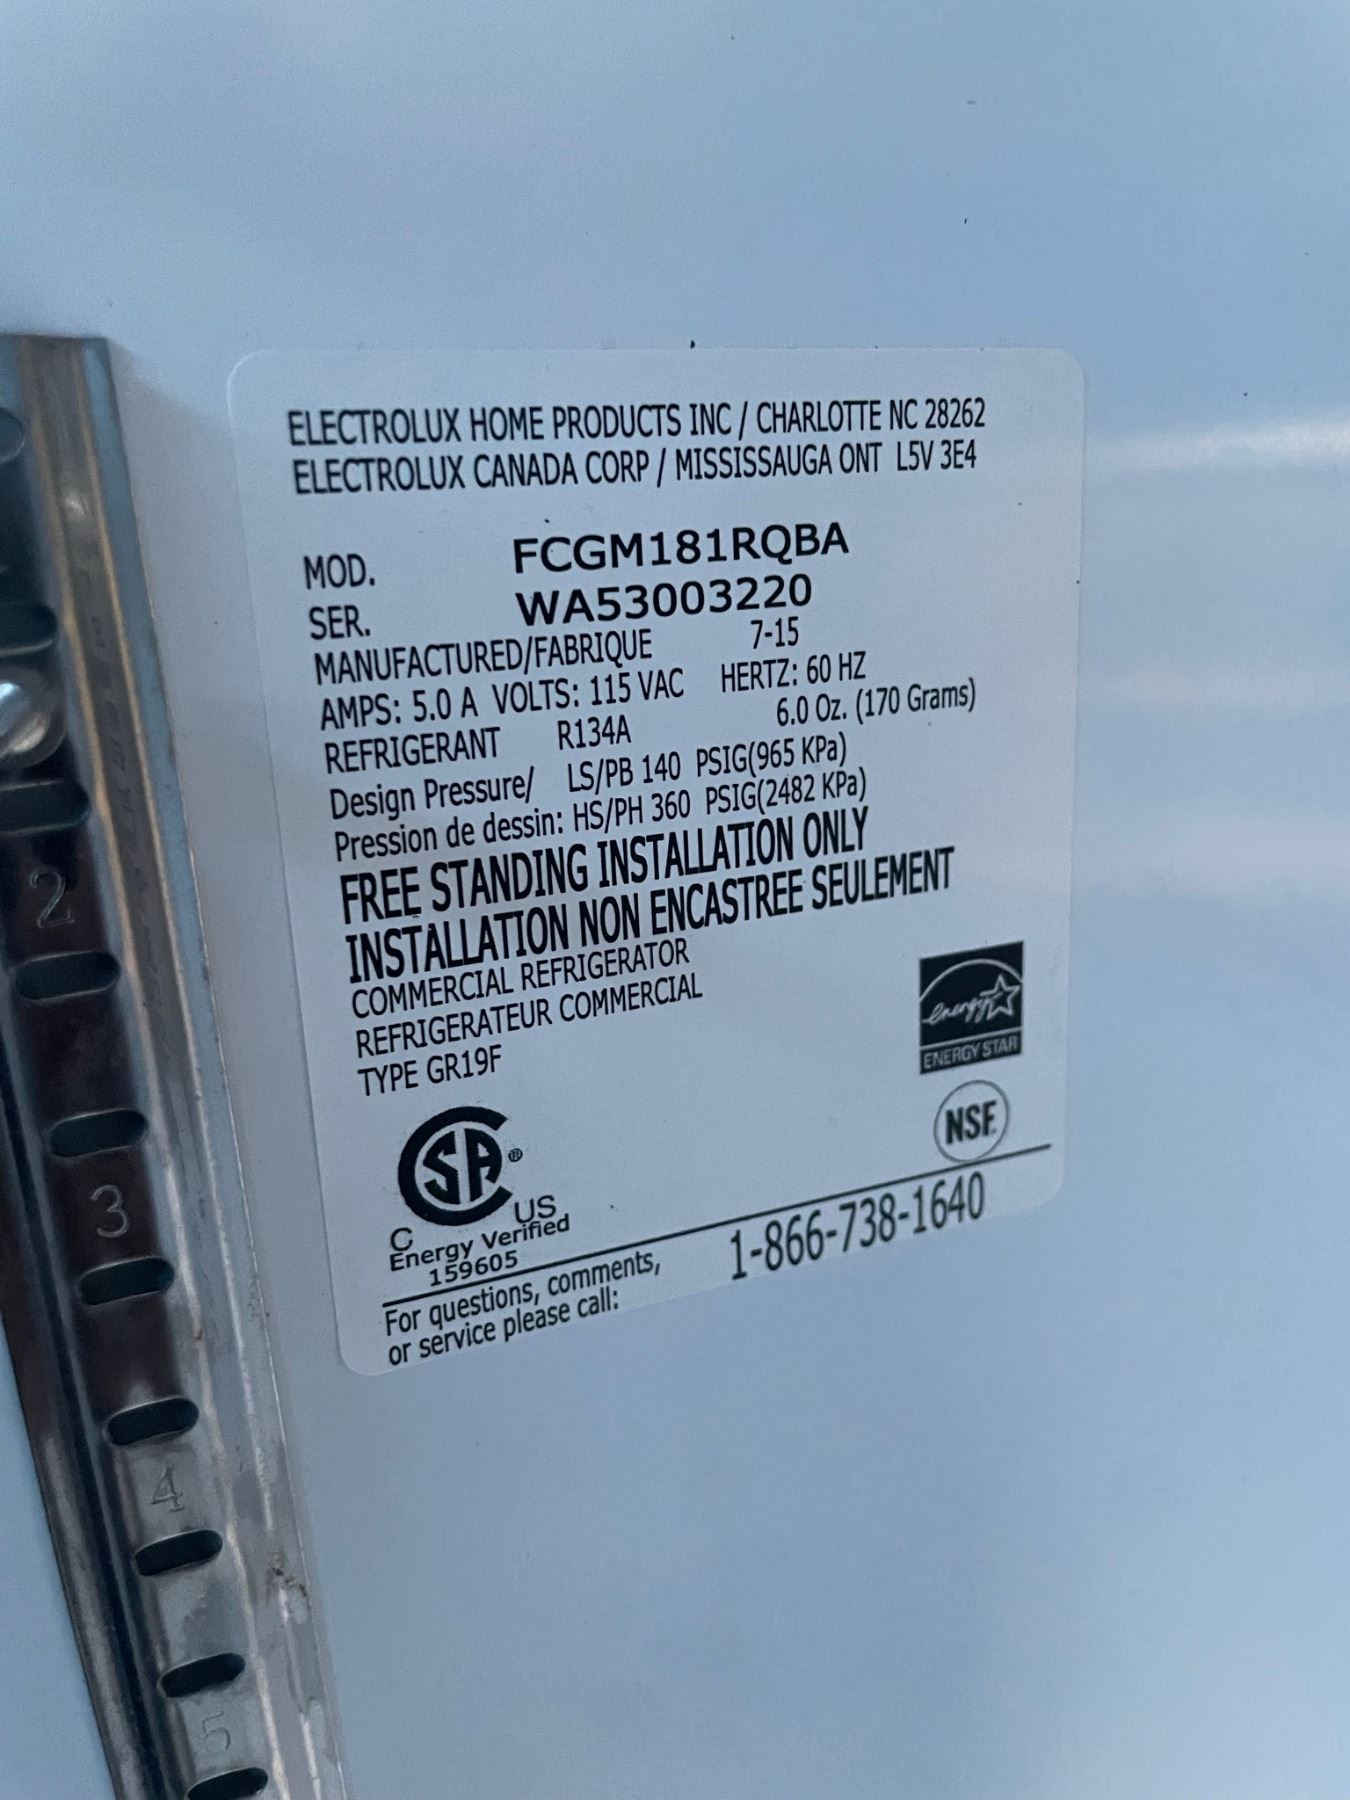 ELECTROLUX HOME PRODUCTS INC / CHARLOTTE NC 28262
ELECTROLUX CANADA CORP / MISSISSAUGA ONT L5V 3E4
MOD. FCGM181RQBA
SER. WA53003220
MANUFACTURED/FABRIQUE 7-15
AMPS: 5.0 A VOLTS: 115 VAC HERTZ: 60 HZ
REFRIGERANT R134A 6.0 Oz. (170 Grams)
Design Pressure/ LS/PB 140 PSIG(965 KPa)
Pression de dessin: HS/PH 360 PSIG(2482 KPa)
FREE STANDING INSTALLATION ONLY
INSTALLATION NON ENCASTREE SEULEMENT
COMMERCIAL REFRIGERATOR
REFRIGERATEUR COMMERCIAL
TYPE GR19F
energy
ENERGY STAR
NSF
SA ®
C US
Energy Verified
159605
For questions, comments,
or service please call:
1-866-738-1640
2
3
4
5